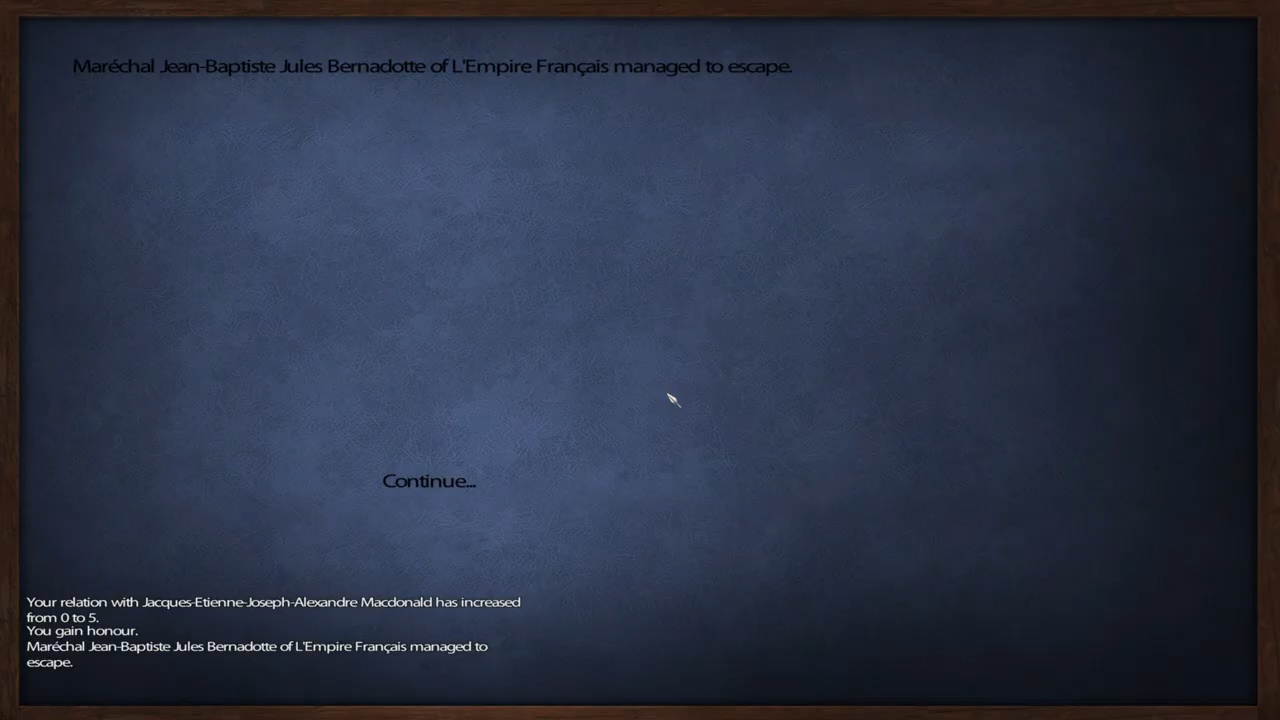 Maréchal Jean-Baptiste Jules Bernadotte of L'Empire Français managed to escape.
Continue...
Your relation with Jacques-Etienne-Joseph-Alexandre Macdonald has increased
from 0 to 5.
You gain honour.
Maréchal Jean-Baptiste Jules Bernadotte of L'Empire Français managed to
escape.